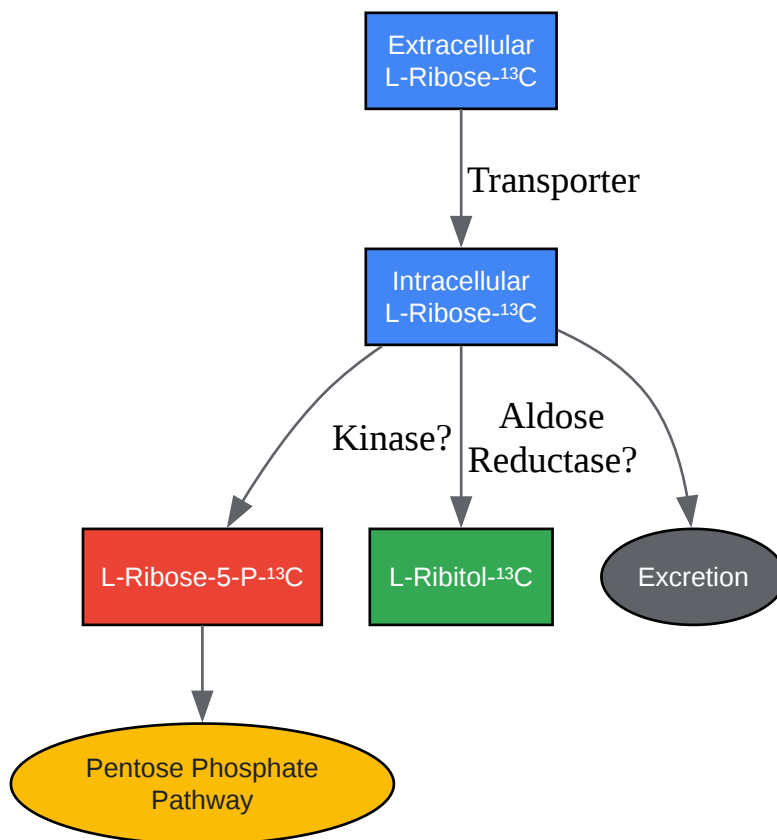 Extracellular
L-Ribose-¹³C
Transporter
Intracellular
L-Ribose-¹³C
Kinase?
Aldose
Reductase?
L-Ribose-5-P-¹³C
L-Ribitol-¹³C
Excretion
Pentose Phosphate
Pathway